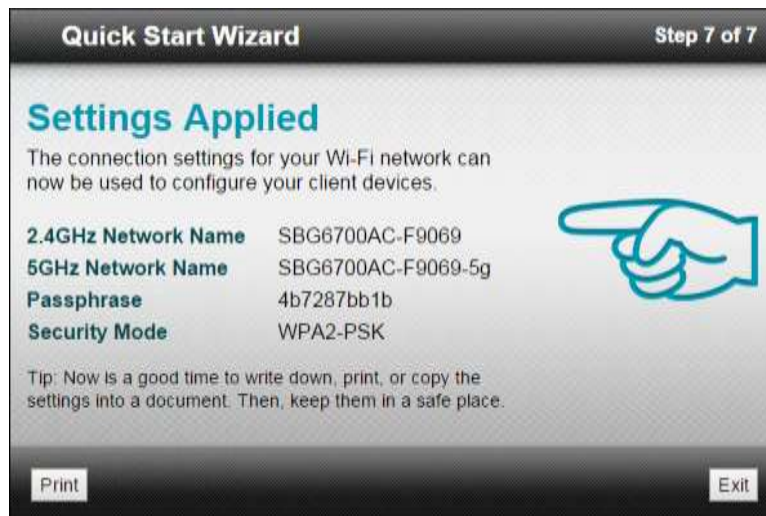 Quick Start Wizard
Step 7 of 7
Settings Applied
The connection settings for your Wi-Fi network can
now be used to configure your client devices.
2.4GHz Network Name SBG6700AC-F9069
5GHz Network Name SBG6700AC-F9069-5g
Passphrase 4b7287bb1b
Security Mode WPA2-PSK
Tip: Now is a good time to write down, print, or copy the
settings into a document. Then, keep them in a safe place.
Print
Exit